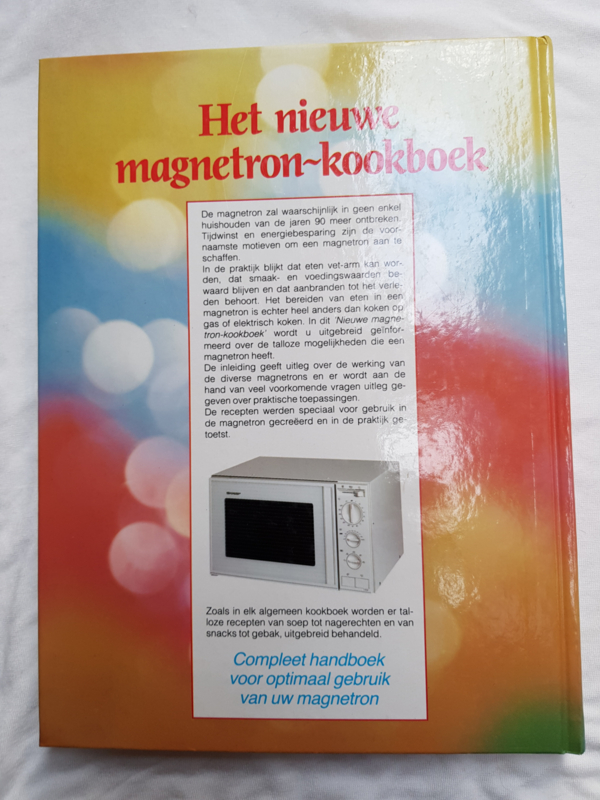 Het nieuwe
magnetron~kookboek
De magnetron zal waarschijnlijk in geen enkel
huishouden van de jaren 90 meer ontbreken.
Tijdwinst en energiebesparing zijn de voor-
naamste motieven om een magnetron aan te
schaffen.
In de praktijk blijkt dat eten vet-arm kan wor-
den, dat smaak- en voedingswaarden be-
waard blijven en dat aanbranden tot het verle-
den behoort. Het bereiden van eten in een
magnetron is echter heel anders dan koken op
gas of elektrisch koken. In dit 'Nieuwe magne-
tron-kookboek' wordt u uitgebreid geïnfor-
meerd over de talloze mogelijkheden die een
magnetron heeft.
De inleiding geeft uitleg over de werking van
de diverse magnetrons en er wordt aan de
hand van veel voorkomende vragen uitleg ge-
geven over praktische toepassingen.
De recepten werden speciaal voor gebruik in
de magnetron gecreëerd en in de praktijk ge-
toetst.
SHARP
Zoals in elk algemeen kookboek worden er tal-
loze recepten van soep tot nagerechten en van
snacks tot gebak, uitgebreid behandeld.
Compleet handboek
voor optimaal gebruik
van uw magnetron